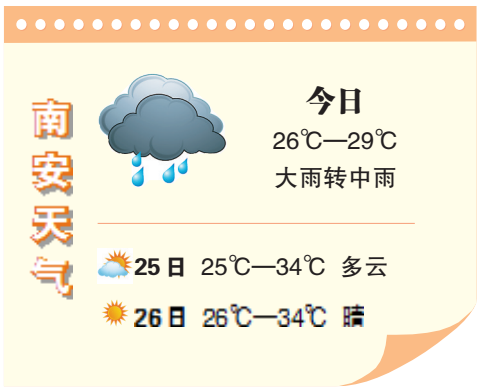 南安天气
今日
26℃—29℃
大雨转中雨
25日 25℃—34℃ 多云
26日 26℃—34℃ 晴